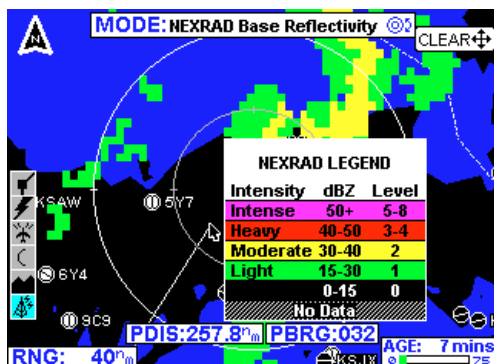 MODE: NEXRAD Base Reflectivity
CLEAR
N
NEXRAD LEGEND
Intensity dBZ Level
Intense 50+ 5-8
Heavy 40-50 3-4
Moderate 30-40 2
Light 15-30 1
0-15 0
No Data
KSAW
5Y7
6Y4
9C9
PDIS:257.8nm PBRG:032
RNG: 40nm
KSJX
AGE: 7 mins
0 75